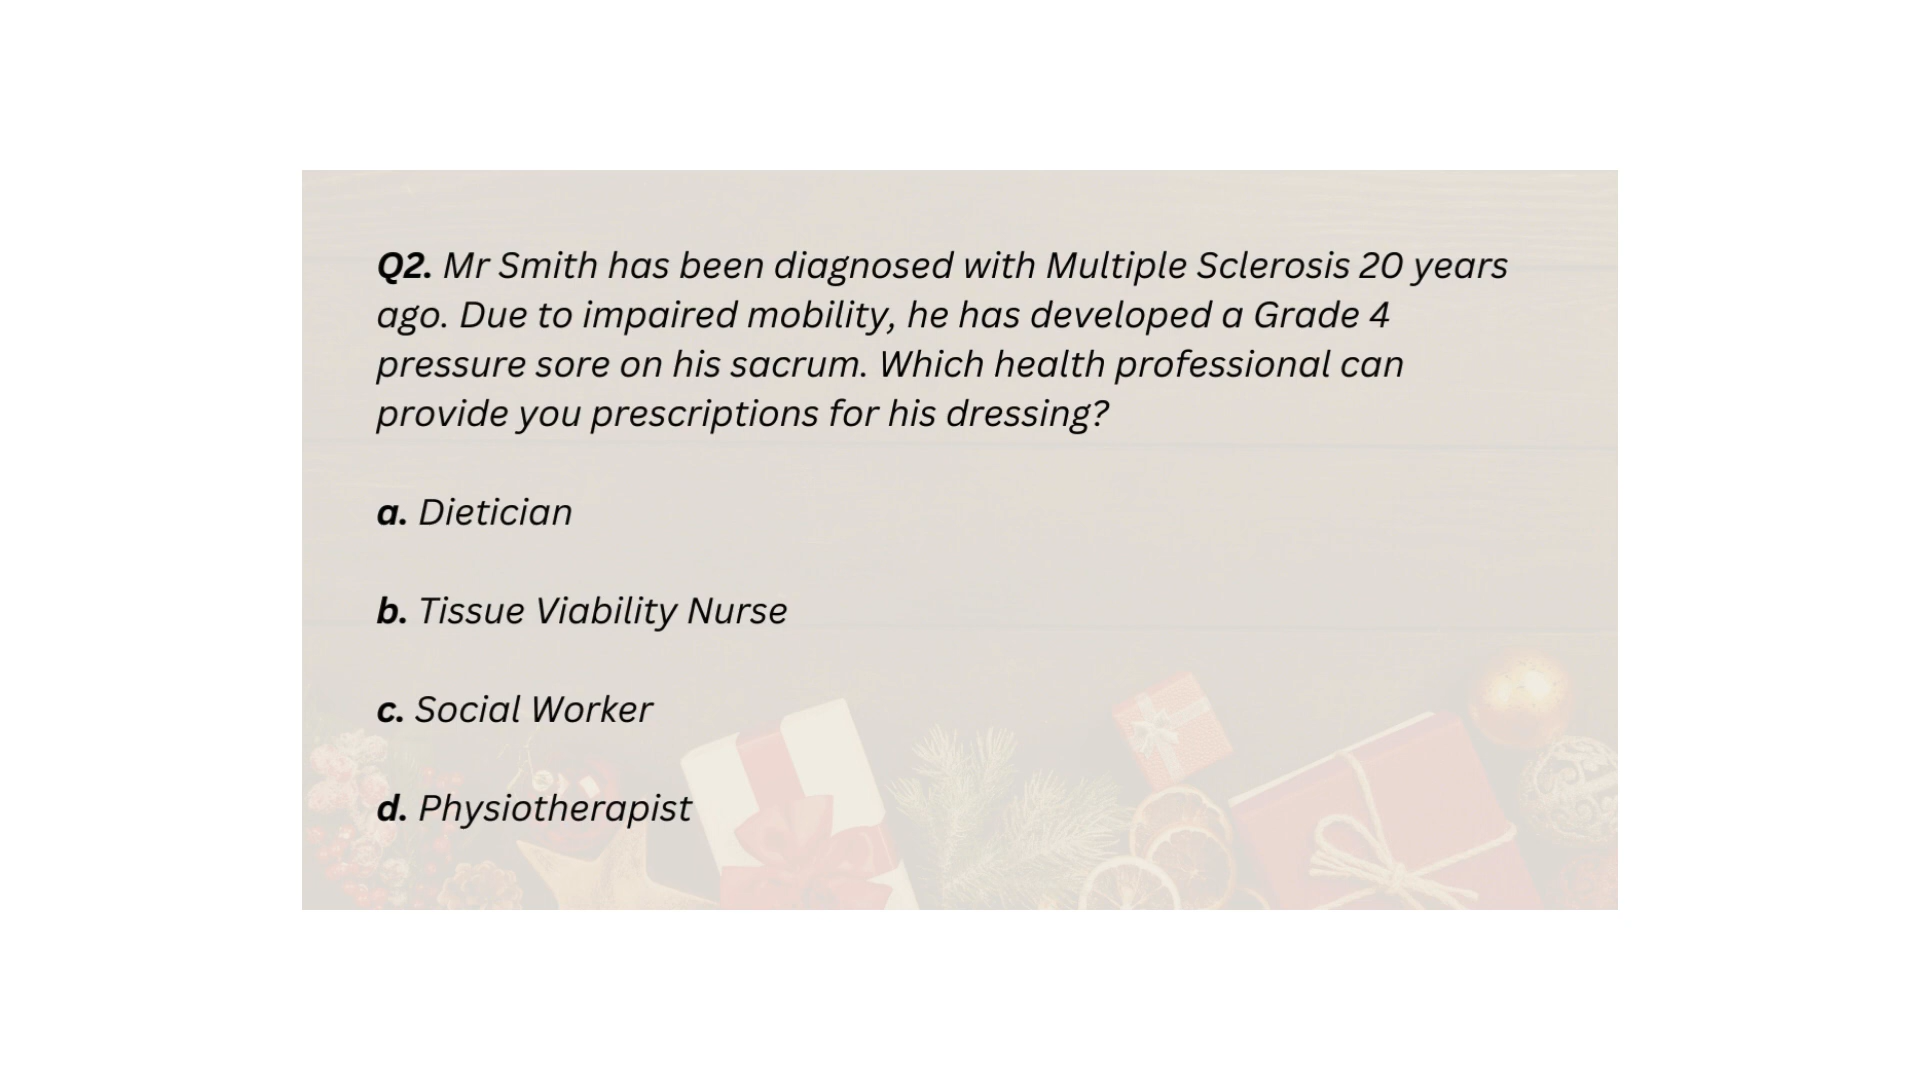 Q2. Mr Smith has been diagnosed with Multiple Sclerosis 20 years
ago. Due to impaired mobility, he has developed a Grade 4
pressure sore on his sacrum. Which health professional can
provide you prescriptions for his dressing?
a. Dietician
b. Tissue Viability Nurse
c. Social Worker
d. Physiotherapist